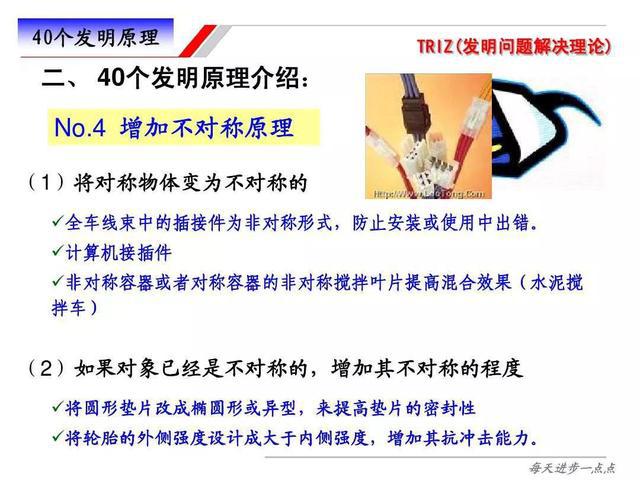 40个发明原理
TRIZ(发明问题解决理论)
二、 40个发明原理介绍：
No.4 增加不对称原理
（1）将对称物体变为不对称的
✓全车线束中的插接件为非对称形式，防止安装或使用中出错。
✓计算机接插件
✓非对称容器或者对称容器的非对称搅拌叶片提高混合效果（水泥搅
拌车）
（2）如果对象已经是不对称的，增加其不对称的程度
✓将圆形垫片改成椭圆形或异型，来提高垫片的密封性
✓将轮胎的外侧强度设计成大于内侧强度，增加其抗冲击能力。
每天进步一点点